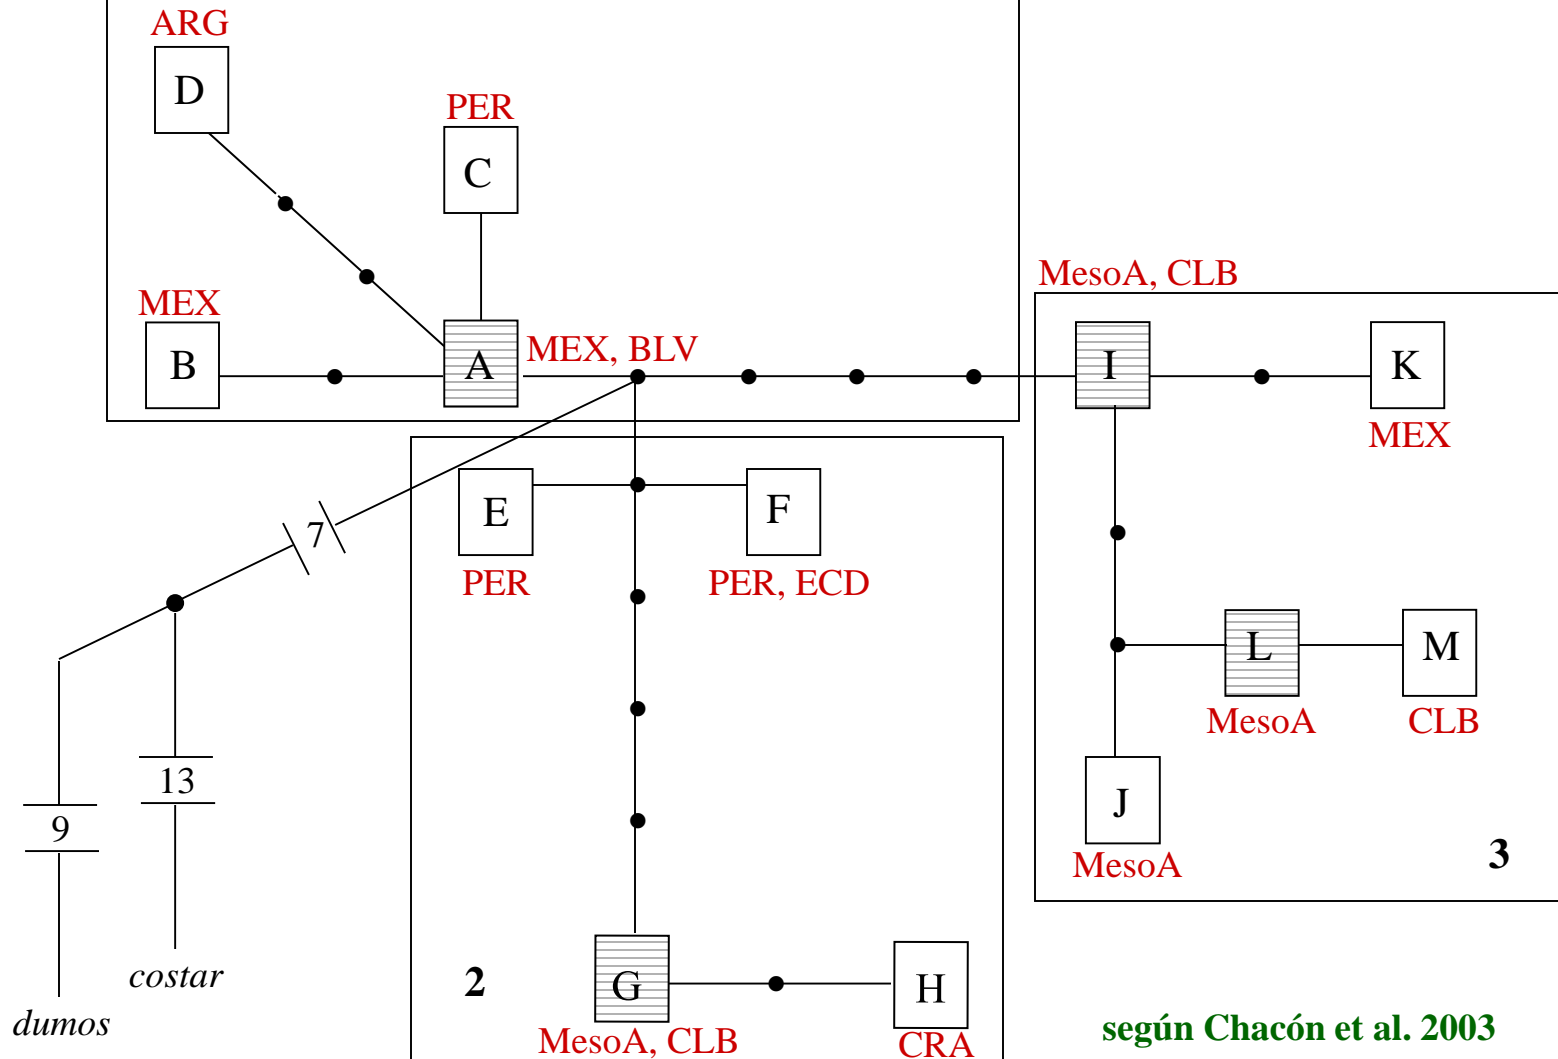 ARG
D
PER
C
MesoA, CLB
MEX
B
A
MEX, BLV
I
K
MEX
E
F
7
PER
PER, ECD
L
M
MesoA
CLB
13
J
9
MesoA
3
costar
2
G
H
dumos
MesoA, CLB
CRA
según Chacón et al. 2003